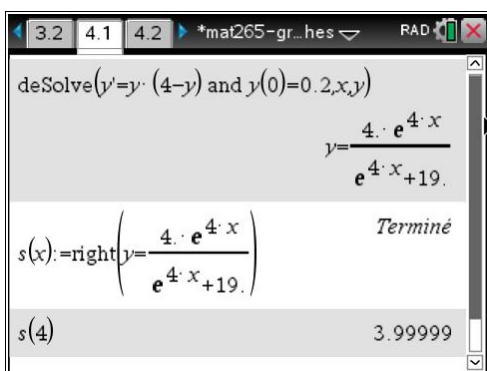 3.2 4.1 4.2 *mat265-gr…hes RAD
deSolve(y'=y·(4−y) and y(0)=0.2,x,y)
y=4.·e^4·x/e^4·x+19.
s(x):=right(y=4.·e^4·x/e^4·x+19.) Terminé
s(4) 3.99999